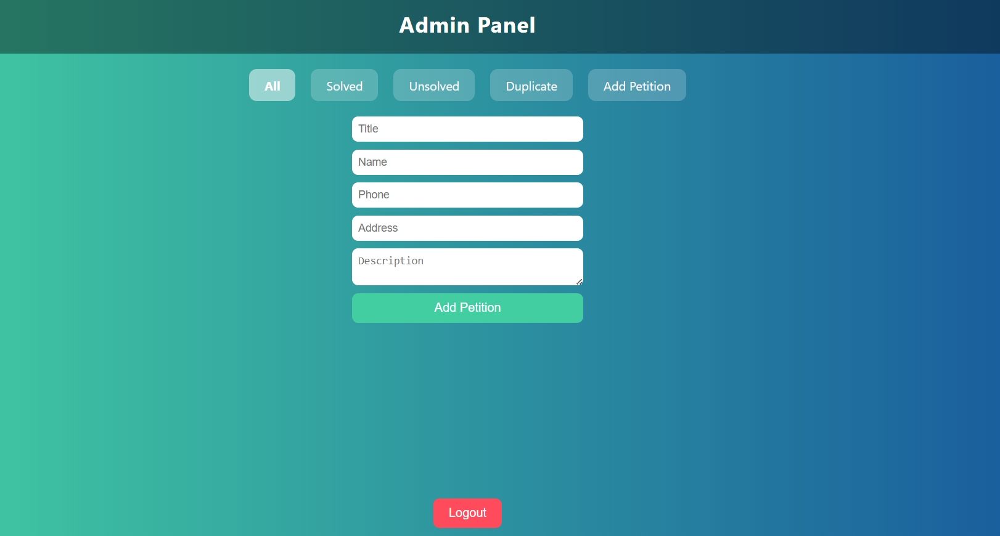 Admin Panel
All Solved Unsolved Duplicate Add Petition
Title
Name
Phone
Address
Description
Add Petition
Logout